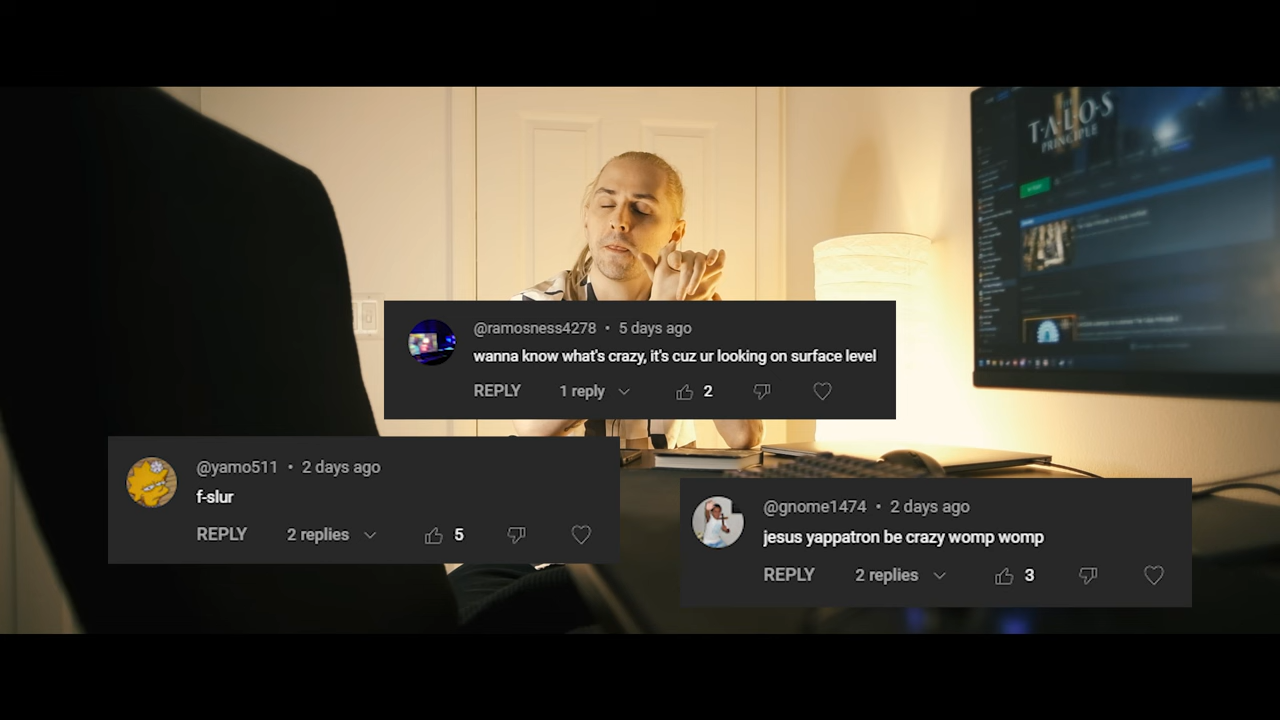 TALOS
PRINCIPLE
@ramosness4278 • 5 days ago
wanna know what's crazy, it's cuz ur looking on surface level
REPLY 1 reply 2
@yamo511 • 2 days ago
f-slur
REPLY 2 replies 5
@gnome1474 • 2 days ago
jesus yappatron be crazy womp womp
REPLY 2 replies 3